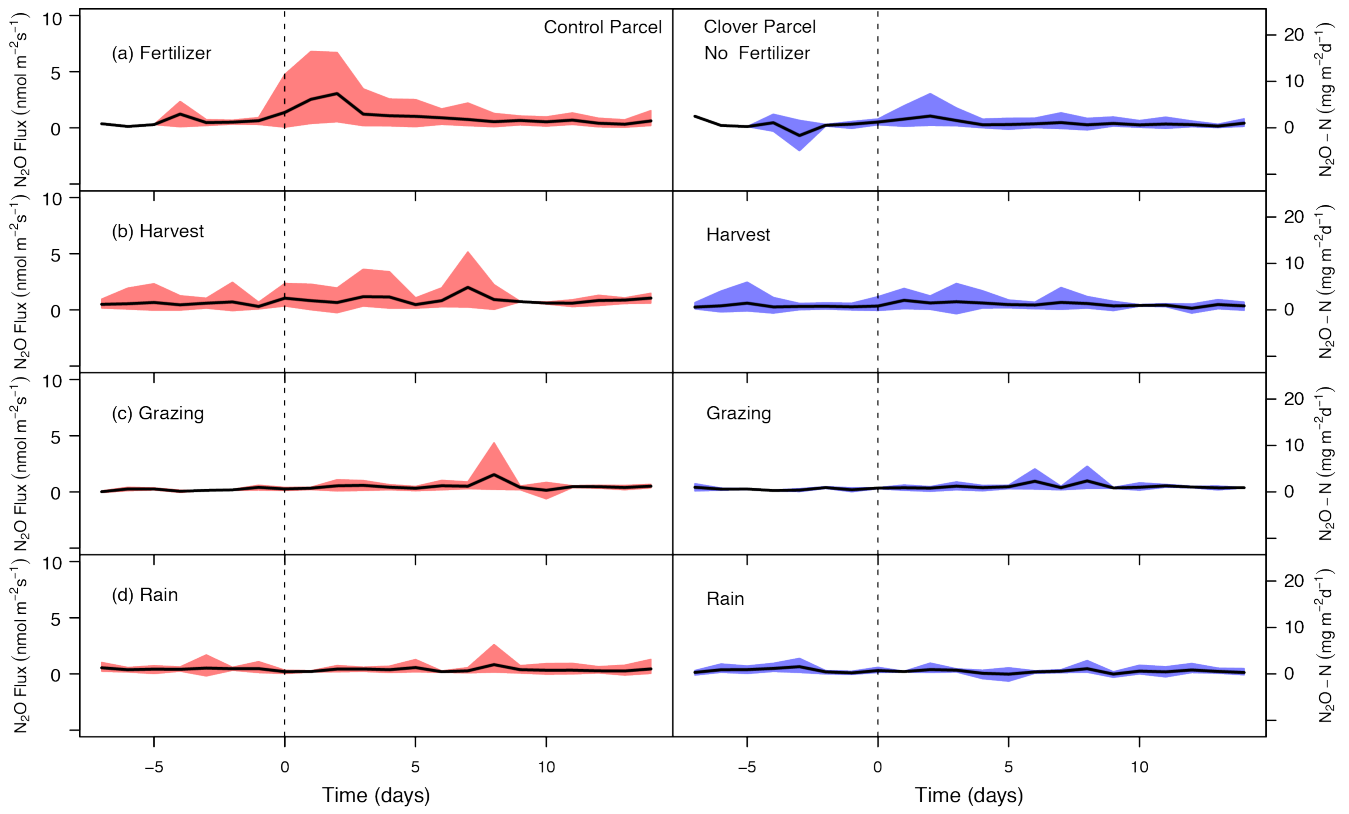 Control Parcel
Clover Parcel
(a) Fertilizer
No Fertilizer
N₂O Flux (nmol m⁻²s⁻¹)
10
5
0
20
10
0
N₂O − N (mg m⁻²d⁻¹)
(b) Harvest
Harvest
N₂O Flux (nmol m⁻²s⁻¹)
10
5
0
20
10
0
N₂O − N (mg m⁻²d⁻¹)
(c) Grazing
Grazing
N₂O Flux (nmol m⁻²s⁻¹)
10
5
0
20
10
0
N₂O − N (mg m⁻²d⁻¹)
(d) Rain
Rain
N₂O Flux (nmol m⁻²s⁻¹)
10
5
0
20
10
0
N₂O − N (mg m⁻²d⁻¹)
−5 0 5 10 −5 0 5 10
Time (days) Time (days)